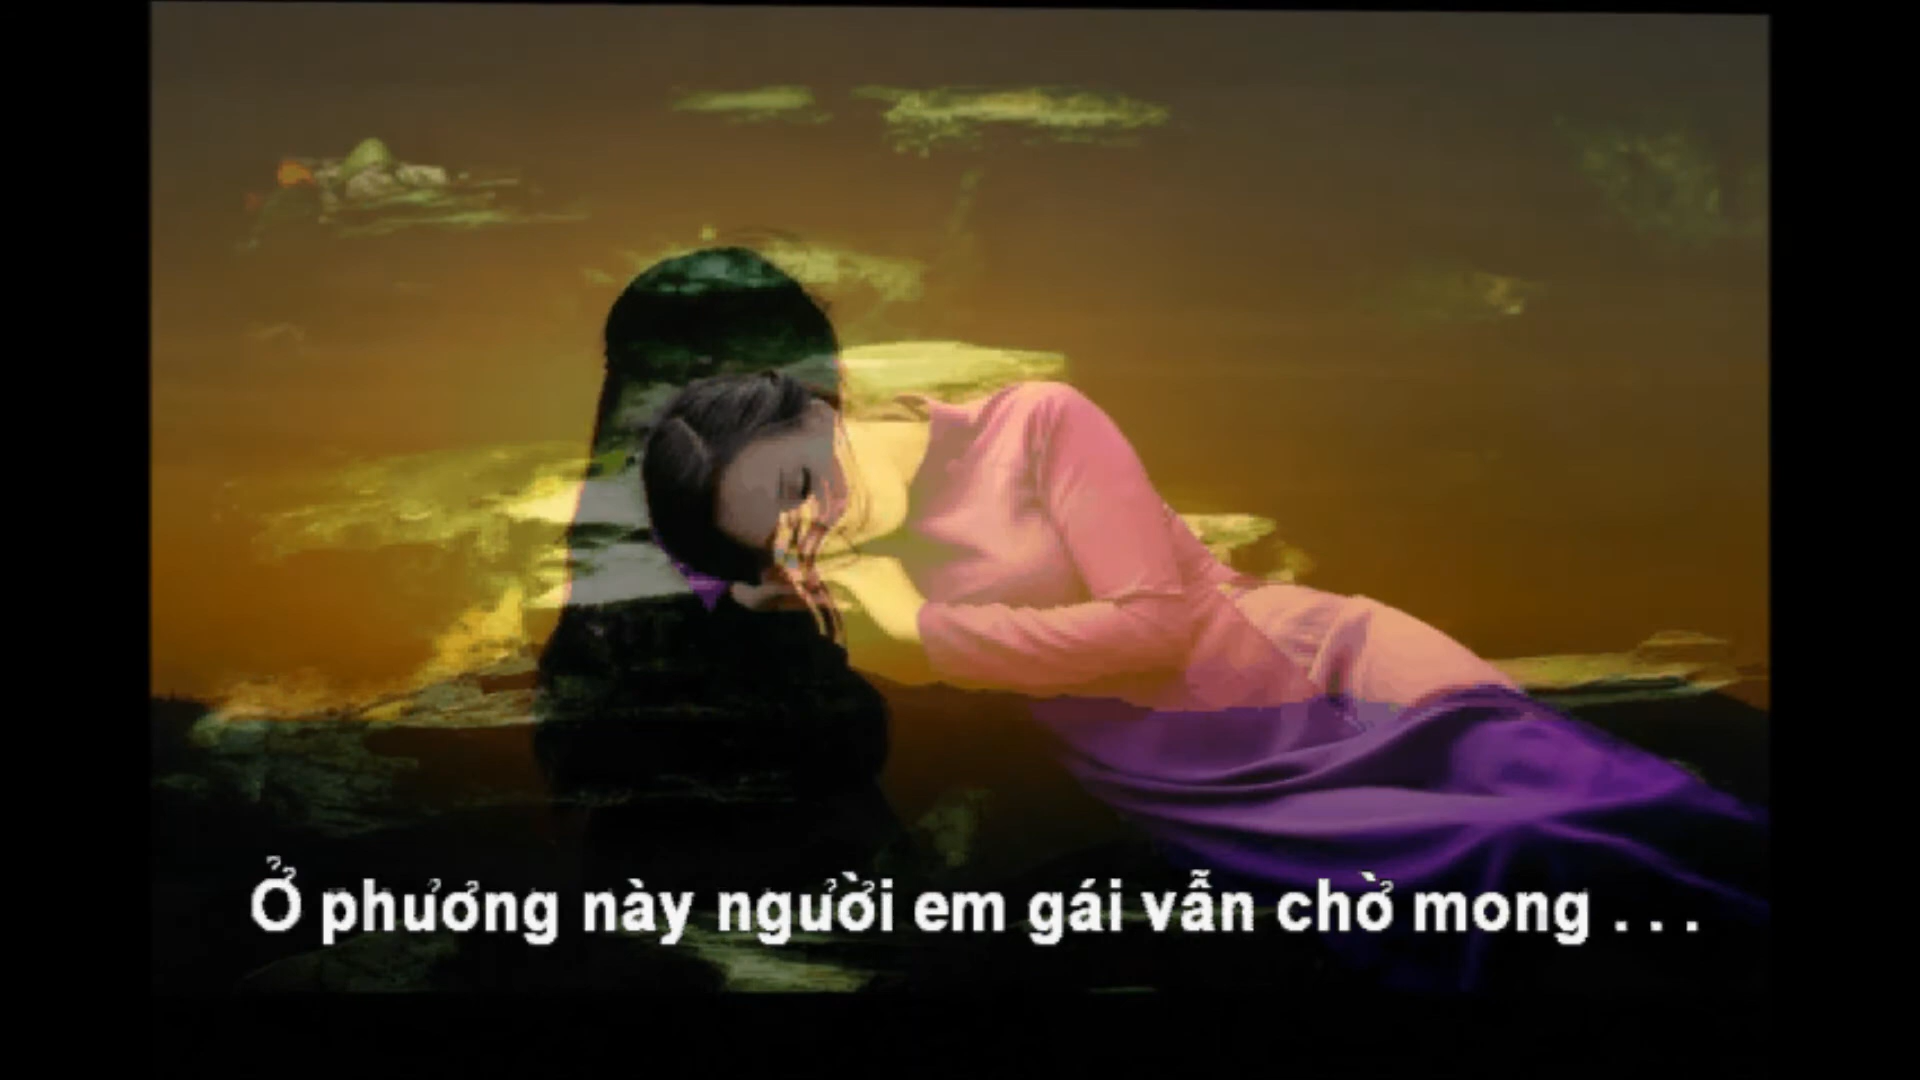 Ở phương này người em gái vẫn chờ mong . . .